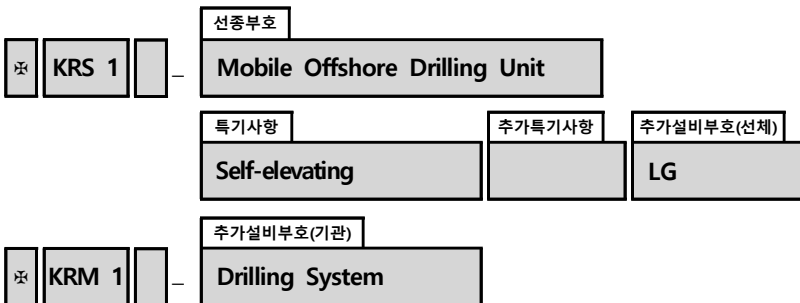 선종부호
✠ KRS 1 – Mobile Offshore Drilling Unit
특기사항 추가특기사항 추가설비부호(선체)
Self-elevating LG
추가설비부호(기관)
✠ KRM 1 – Drilling System